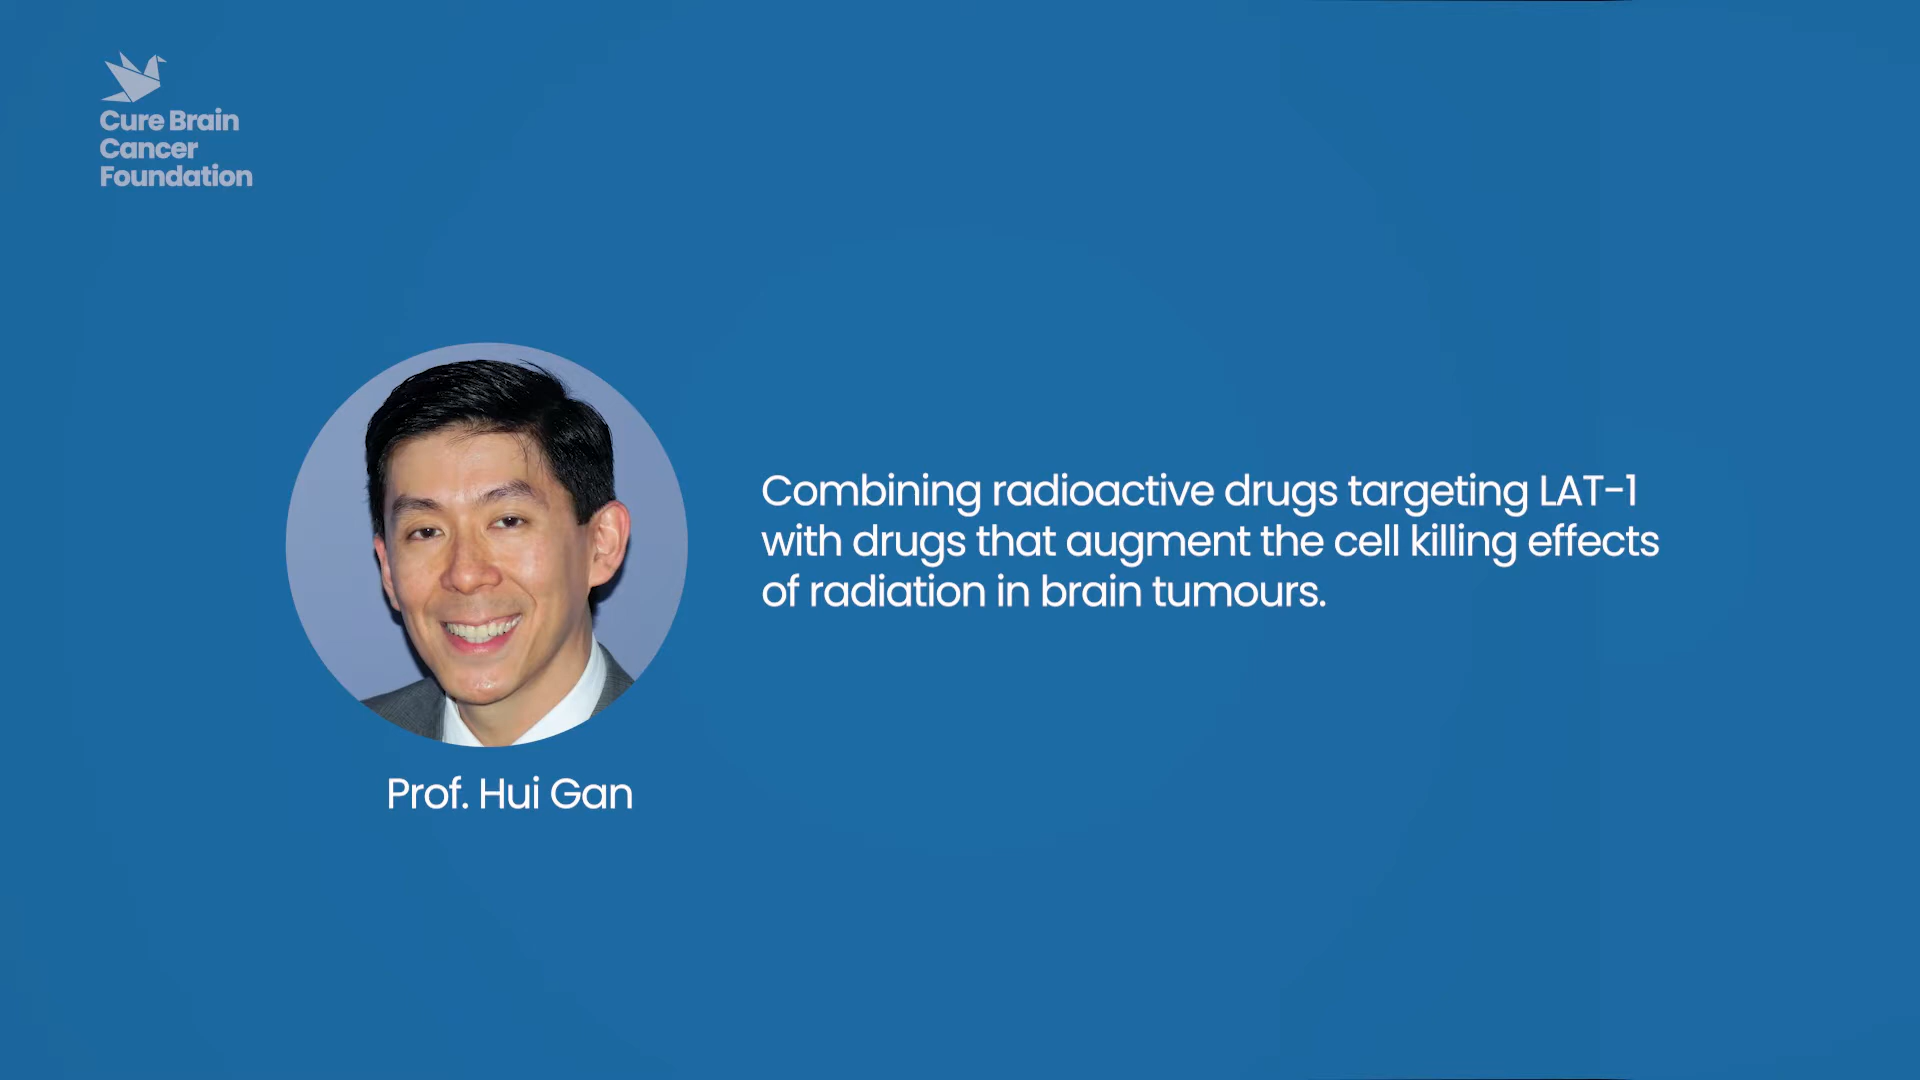 Cure Brain
Cancer
Foundation
Combining radioactive drugs targeting LAT-1
with drugs that augment the cell killing effects
of radiation in brain tumours.
Prof. Hui Gan